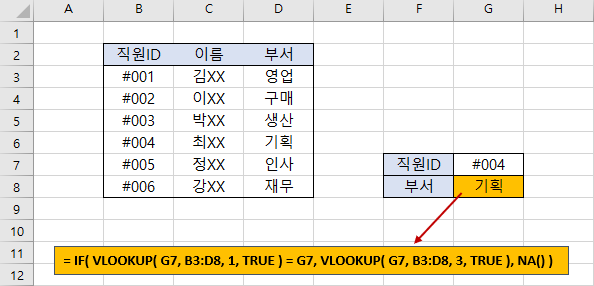 A B C D E F G H
1
2 직원ID 이름 부서
3 #001 김XX 영업
4 #002 이XX 구매
5 #003 박XX 생산
6 #004 최XX 기획
7 #005 정XX 인사 직원ID #004
8 #006 강XX 재무 부서 기획
9
10
11
= IF( VLOOKUP( G7, B3:D8, 1, TRUE ) = G7, VLOOKUP( G7, B3:D8, 3, TRUE ), NA() )
12